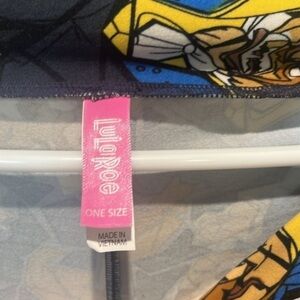 LuLaRoe
ONE SIZE
MADE IN
VIETNAM